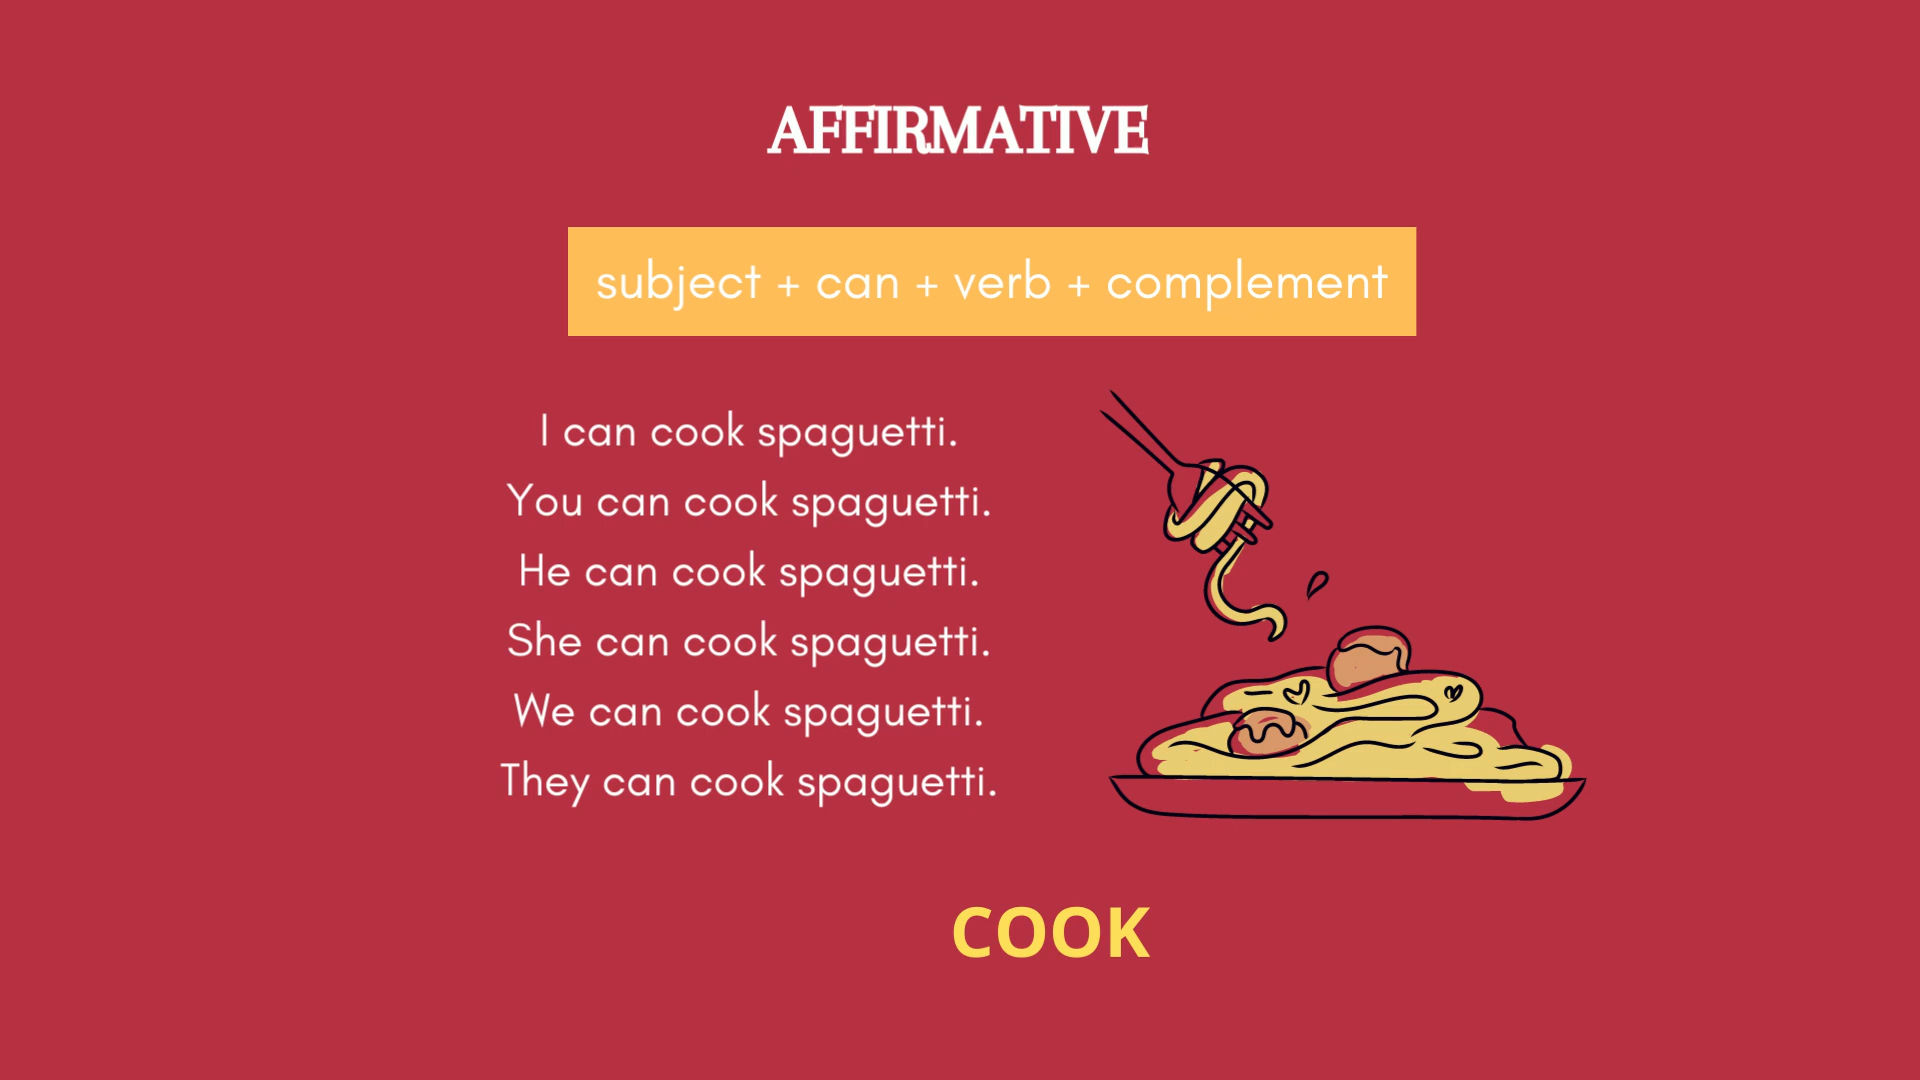 AFFIRMATIVE
subject + can + verb + complement
I can cook spaguetti.
You can cook spaguetti.
He can cook spaguetti.
She can cook spaguetti.
We can cook spaguetti.
They can cook spaguetti.
COOK